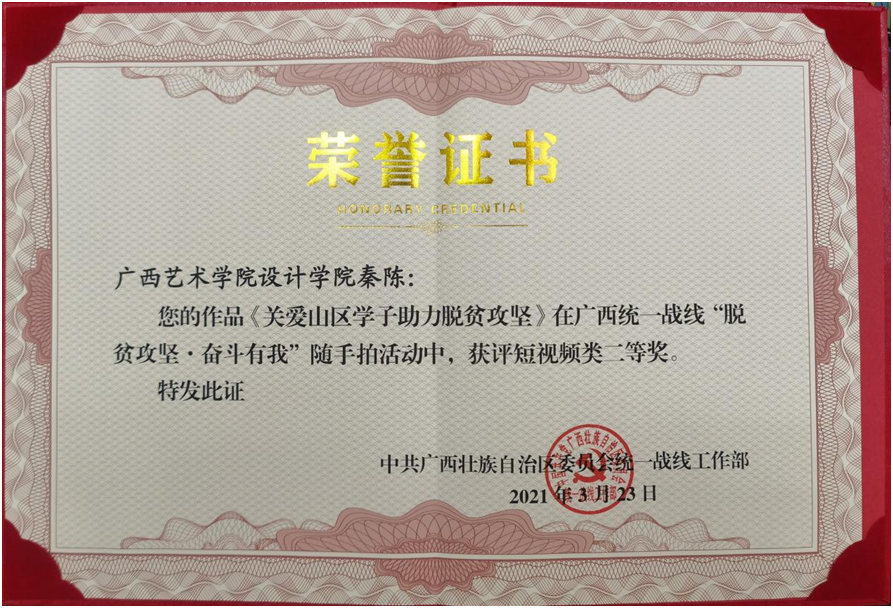 荣誉证书
HONORARY CREDENTIAL
广西艺术学院设计学院秦陈：
您的作品《关爱山区学子助力脱贫攻坚》在广西统一战线“脱
贫攻坚·奋斗有我”随手拍活动中，获评短视频类二等奖。
特发此证
中共广西壮族自治区委员会统一战线工作部
2021年3月23日